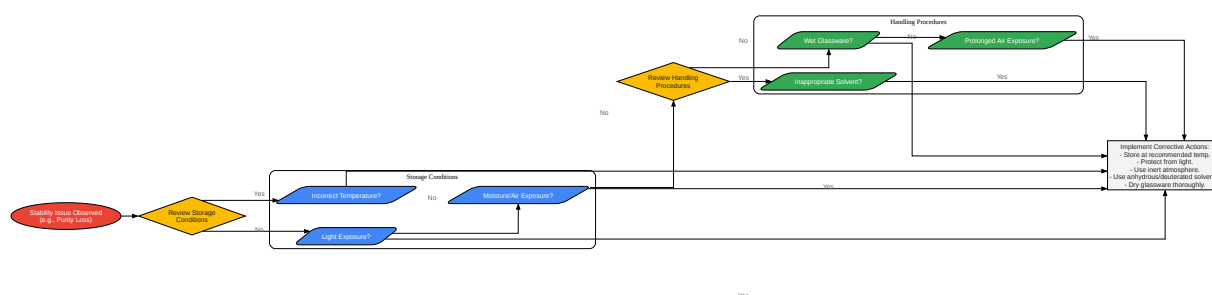 Handling Procedures
No
Wet Glassware?
No
Prolonged Air Exposure?
Yes
Review Handling
Procedures
Yes
Inappropriate Solvent?
Yes
No
Implement Corrective Actions:
- Store at recommended temp.
- Protect from light.
- Use inert atmosphere.
- Use anhydrous/deuterated solven
- Dry glassware thoroughly.
Storage Conditions
Yes
Incorrect Temperature?
No
Moisture/Air Exposure?
Yes
Stability Issue Observed
(e.g., Purity Loss)
Review Storage
Conditions
No
Light Exposure?